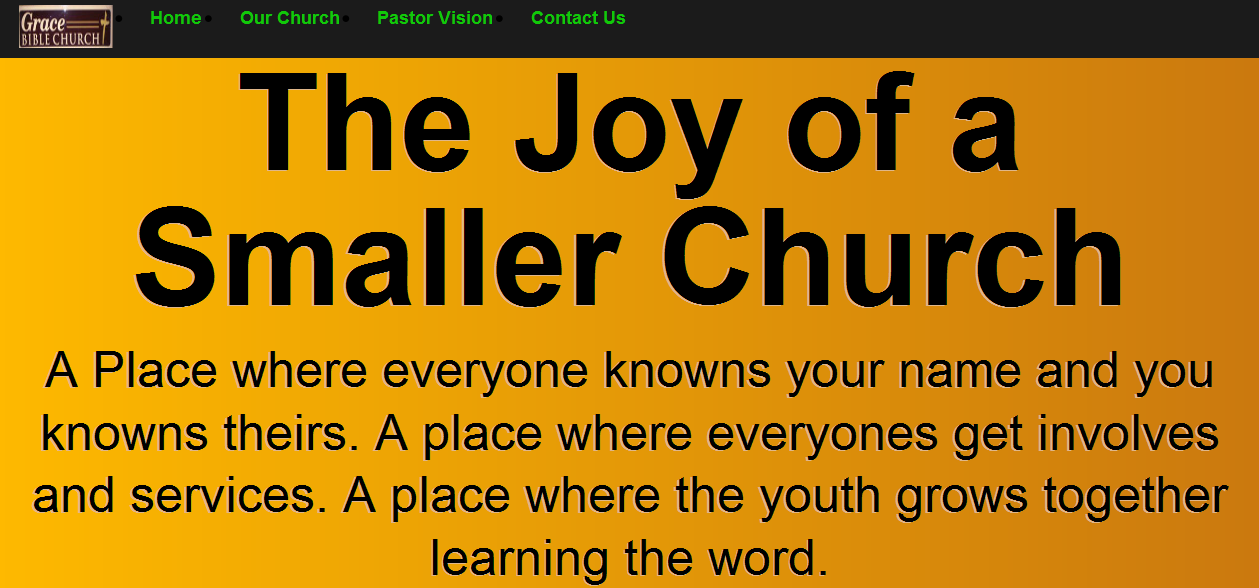 Grace
BIBLE CHURCH
Home Our Church Pastor Vision Contact Us
The Joy of a
Smaller Church
A Place where everyone knowns your name and you
knowns theirs. A place where everyones get involves
and services. A place where the youth grows together
learning the word.